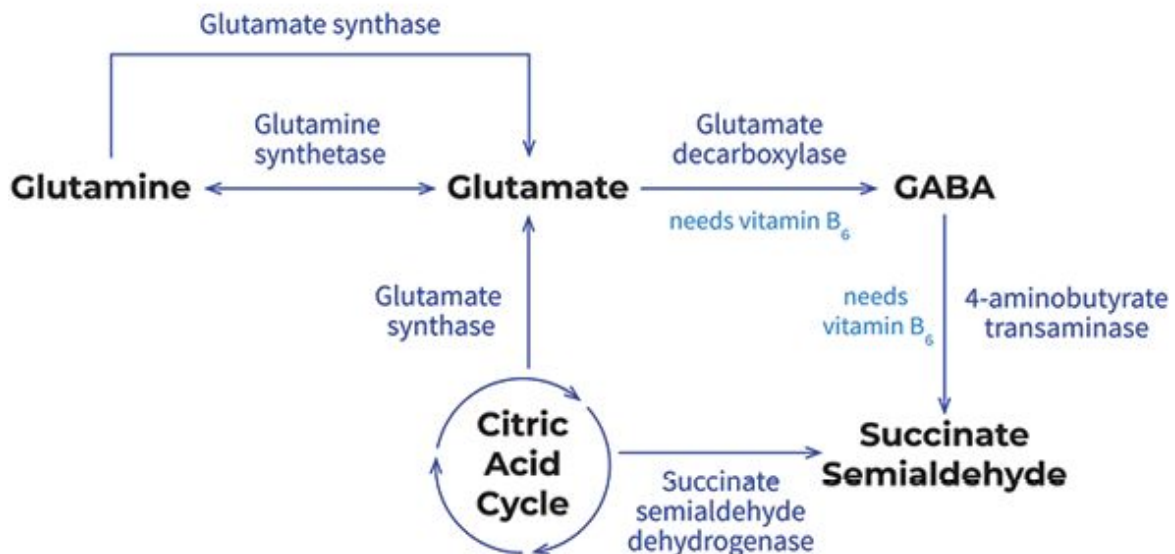 Glutamate synthase
Glutamine
synthetase
Glutamate
decarboxylase
Glutamine
Glutamate
GABA
needs vitamin B₆
Glutamate
synthase
needs
vitamin B₆
4-aminobutyrate
transaminase
Citric
Acid
Cycle
Succinate
Semialdehyde
Succinate
semialdehyde
dehydrogenase